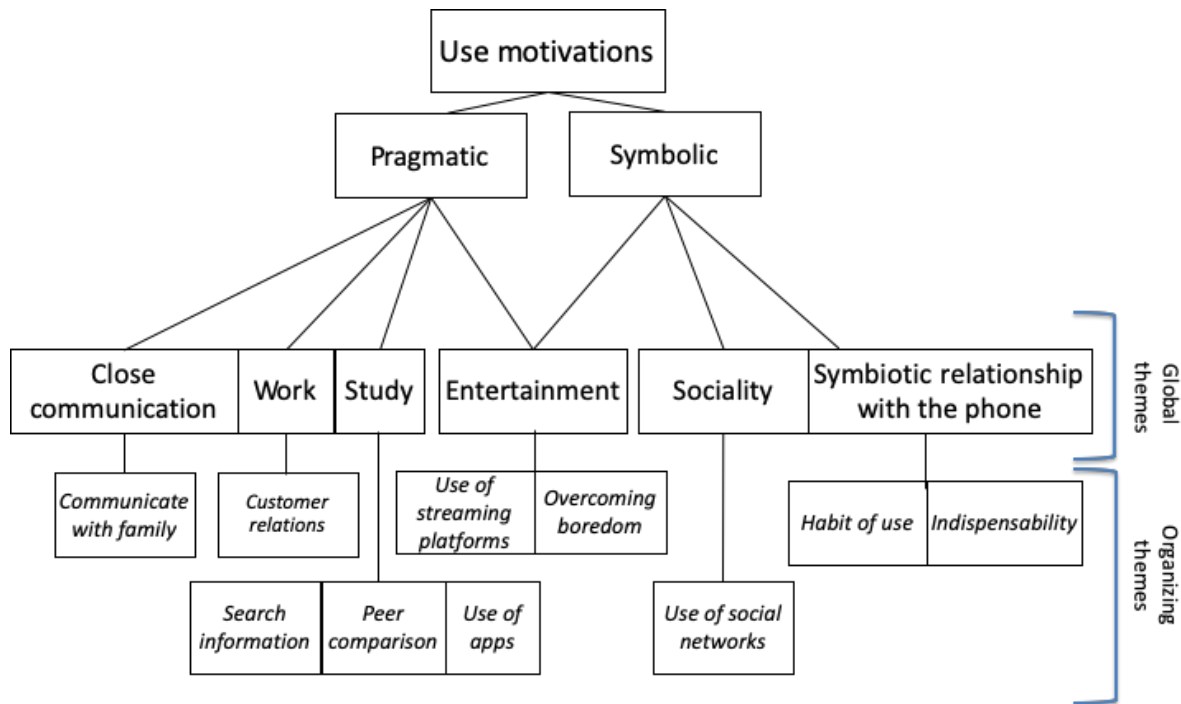 Use motivations
Pragmatic
Symbolic
Close
communication
Work
Study
Entertainment
Sociality
Symbiotic relationship
with the phone
Global
themes
Communicate
with family
Customer
relations
Use of
streaming
platforms
Overcoming
boredom
Habit of use
Indispensability
Organizing
themes
Search
information
Peer
comparison
Use of
apps
Use of social
networks